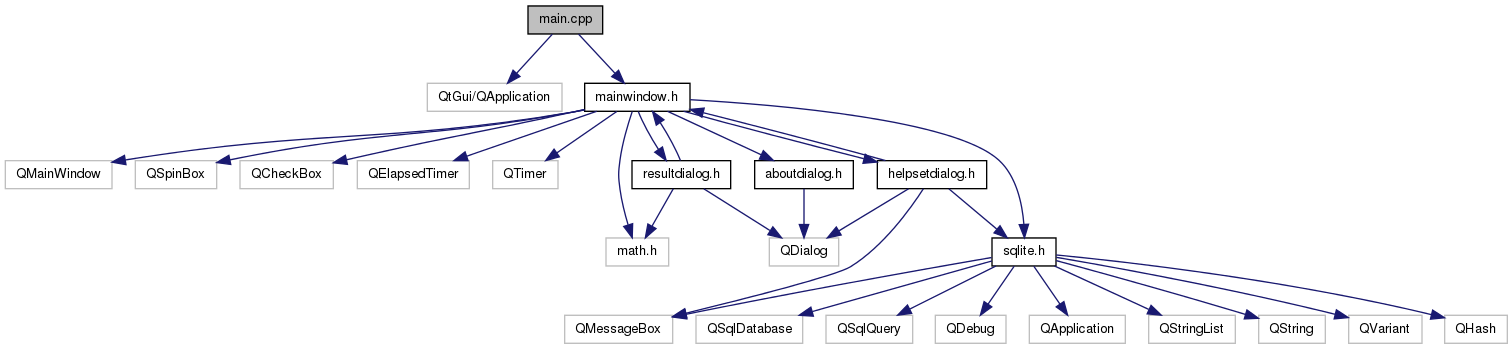 main.cpp
QtGui/QApplication
mainwindow.h
QMainWindow
QSpinBox
QCheckBox
QElapsedTimer
QTimer
resultdialog.h
aboutdialog.h
helpsetdialog.h
math.h
QDialog
sqlite.h
QMessageBox
QSqlDatabase
QSqlQuery
QDebug
QApplication
QStringList
QString
QVariant
QHash